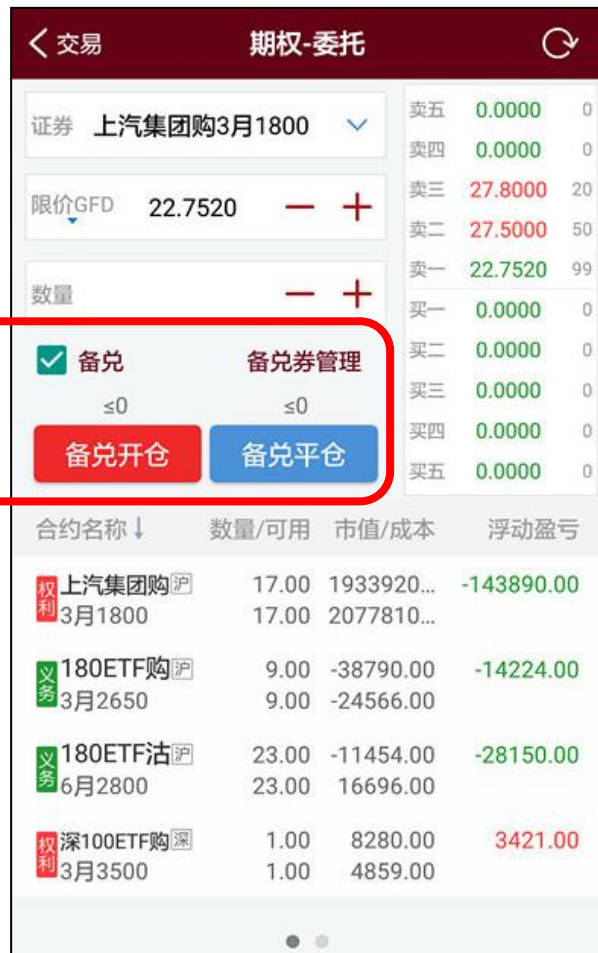 交易 期权-委托
证券 上汽集团购3月1800
限价GFD 22.7520
数量
卖五 0.0000 0
卖四 0.0000 0
卖三 27.8000 20
卖二 27.5000 50
卖一 22.7520 99
买一 0.0000 0
买二 0.0000 0
买三 0.0000 0
买四 0.0000 0
买五 0.0000 0
备兑 备兑券管理
≤0 ≤0
备兑开仓 备兑平仓
合约名称↓ 数量/可用 市值/成本 浮动盈亏
权利 上汽集团购 沪 17.00 1933920... -143890.00
3月1800 17.00 2077810...
义务 180ETF购 沪 9.00 -38790.00 -14224.00
3月2650 9.00 -24566.00
义务 180ETF沽 沪 23.00 -11454.00 -28150.00
6月2800 23.00 16696.00
权利 深100ETF购 深 1.00 8280.00 3421.00
3月3500 1.00 4859.00